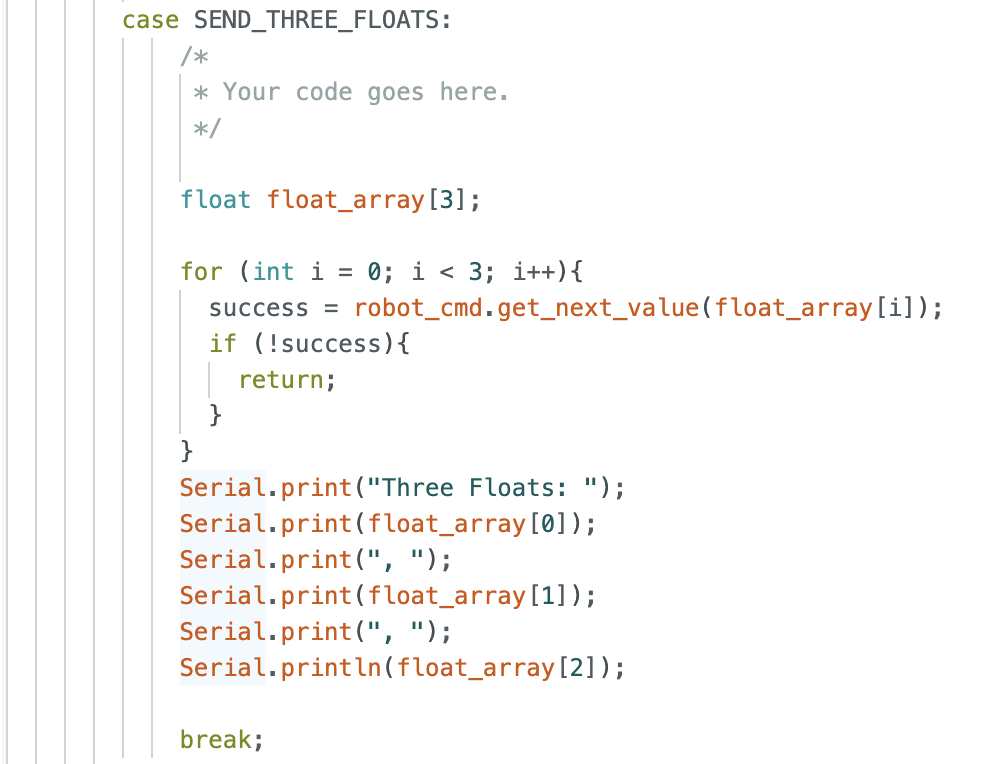 case SEND_THREE_FLOATS:
/*
* Your code goes here.
*/
float float_array[3];
for (int i = 0; i < 3; i++){
success = robot_cmd.get_next_value(float_array[i]);
if (!success){
return;
}
}
Serial.print("Three Floats: ");
Serial.print(float_array[0]);
Serial.print(", ");
Serial.print(float_array[1]);
Serial.print(", ");
Serial.println(float_array[2]);
break;